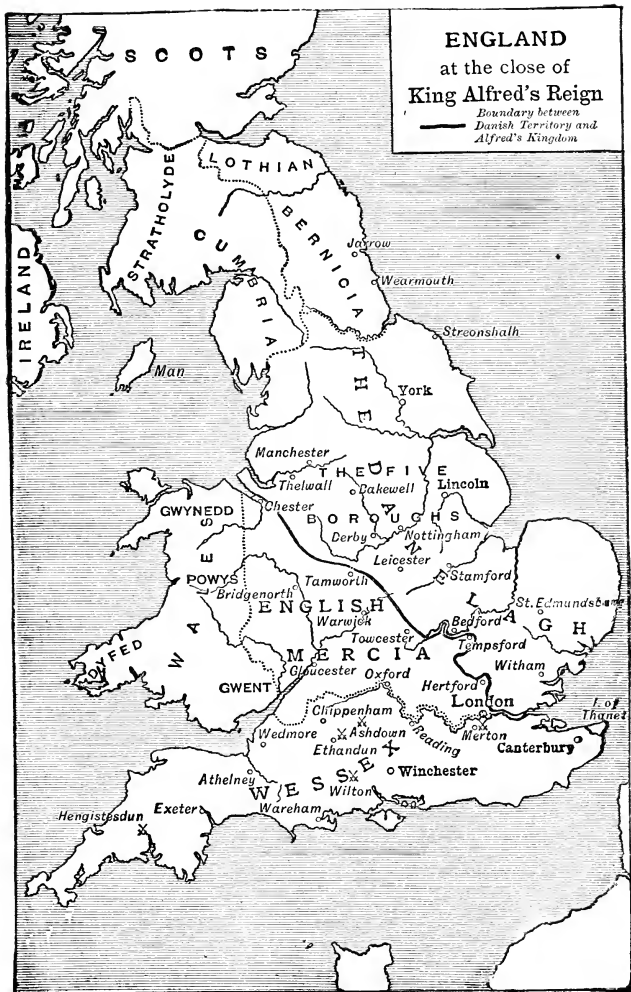 ENGLAND
at the close of
King Alfred's Reign
Boundary between
Danish Territory and
Alfred's Kingdom
SCOTS
LOTHIAN
STRATHCLYDE
CUMBRIA
BERNICIA
Jarrow
Wearmouth
IRELAND
Man
Streonshalh
THE
York
Manchester
THE FIVE
Thelwall
Bakewell
Lincoln
Chester
GWYNEDD
BOROUGHS
Derby
Nottingham
Leicester
DANELAGH
WALES
POWYS
Bridgenorth
Tamworth
Stamford
ENGLISH
Warwick
St. Edmundsbury
Bedford
Towcester
Tempsford
MERCIA
DYFED
Gloucester
Witham
Oxford
Hertford
GWENT
London
I. of
Thanet
Chippenham
Wedmore
Ashdown
Reading
Merton
Ethandun
Canterbury
Athelney
WESSEX
Winchester
Wilton
Hengistesdun
Exeter
Wareham